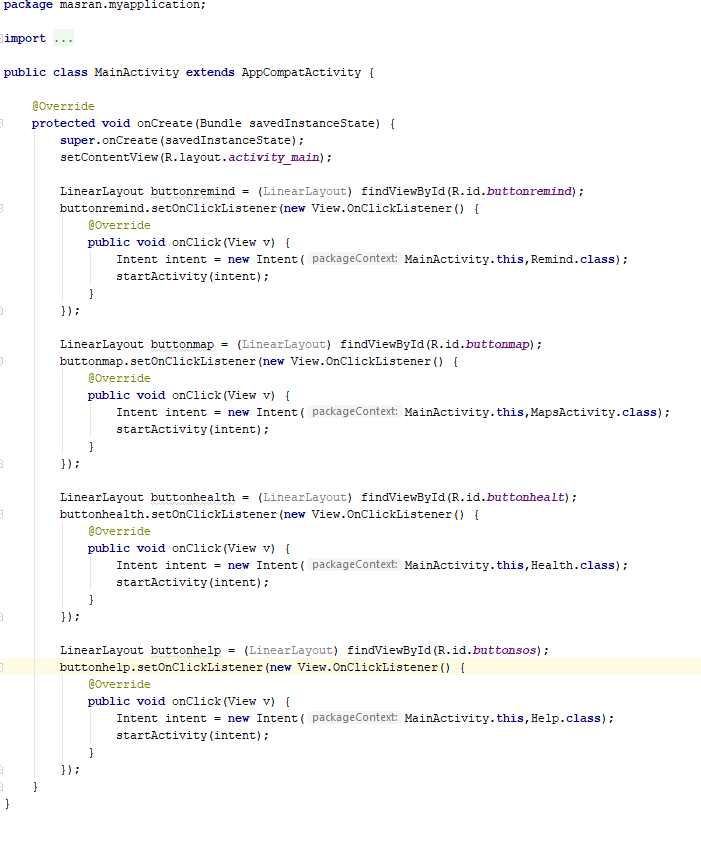 package masran.myapplication;
import ...
public class MainActivity extends AppCompatActivity {
@Override
protected void onCreate(Bundle savedInstanceState) {
super.onCreate(savedInstanceState);
setContentView(R.layout.activity_main);
LinearLayout buttonremind = (LinearLayout) findViewById(R.id.buttonremind);
buttonremind.setOnClickListener(new View.OnClickListener() {
@Override
public void onClick(View v) {
Intent intent = new Intent( packageContext: MainActivity.this,Remind.class);
startActivity(intent);
}
});
LinearLayout buttonmap = (LinearLayout) findViewById(R.id.buttonmap);
buttonmap.setOnClickListener(new View.OnClickListener() {
@Override
public void onClick(View v) {
Intent intent = new Intent( packageContext: MainActivity.this,MapsActivity.class);
startActivity(intent);
}
});
LinearLayout buttonhealth = (LinearLayout) findViewById(R.id.buttonhealt);
buttonhealth.setOnClickListener(new View.OnClickListener() {
@Override
public void onClick(View v) {
Intent intent = new Intent( packageContext: MainActivity.this,Health.class);
startActivity(intent);
}
});
LinearLayout buttonhelp = (LinearLayout) findViewById(R.id.buttonsos);
buttonhelp.setOnClickListener(new View.OnClickListener() {
@Override
public void onClick(View v) {
Intent intent = new Intent( packageContext: MainActivity.this,Help.class);
startActivity(intent);
}
});
}
}